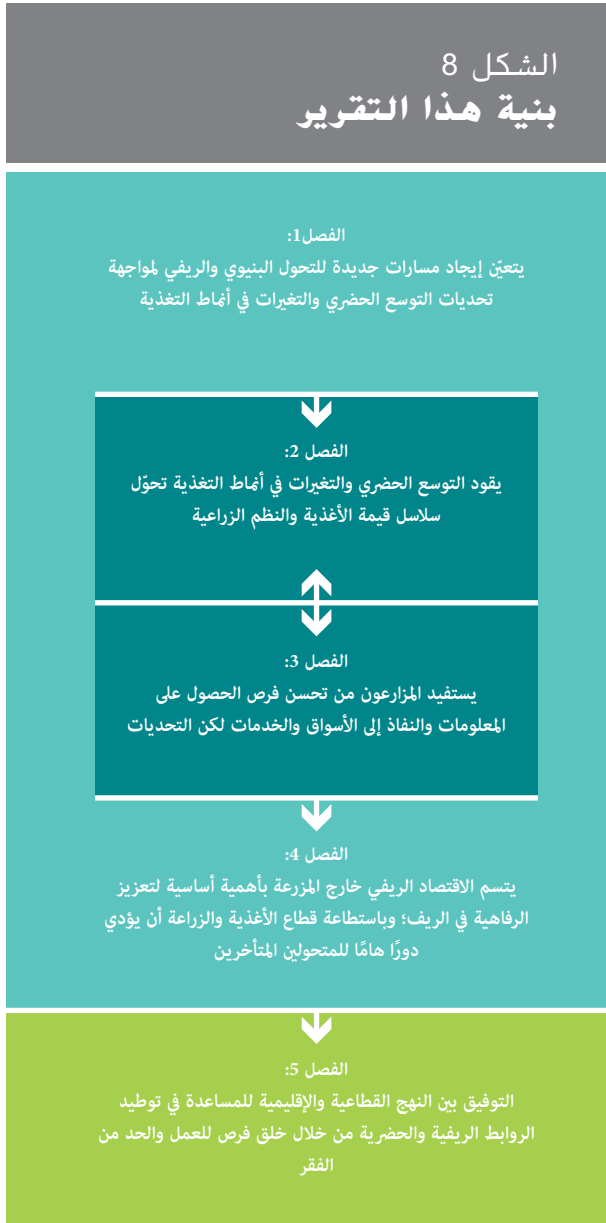 الشكل 8
بنية هذا التقرير
الفصل1:
يتعيّن إيجاد مسارات جديدة للتحول البنيوي والريفي لمواجهة
تحديات التوسع الحضري والتغيرات في أنماط التغذية
الفصل 2:
يقود التوسع الحضري والتغيرات في أنماط التغذية تحوّل
سلاسل قيمة الأغذية والنظم الزراعية
الفصل 3:
يستفيد المزارعون من تحسن فرص الحصول على
المعلومات والنفاذ إلى الأسواق والخدمات لكن التحديات
الفصل 4:
يتسم الاقتصاد الريفي خارج المزرعة بأهمية أساسية لتعزيز
الرفاهية في الريف؛ وباستطاعة قطاع الأغذية والزراعة أن يؤدي
دورًا هامًا للمتحولين المتأخرين
الفصل 5:
التوفيق بين النهج القطاعية والإقليمية للمساعدة في توطيد
الروابط الريفية والحضرية من خلال خلق فرص للعمل والحد من
الفقر